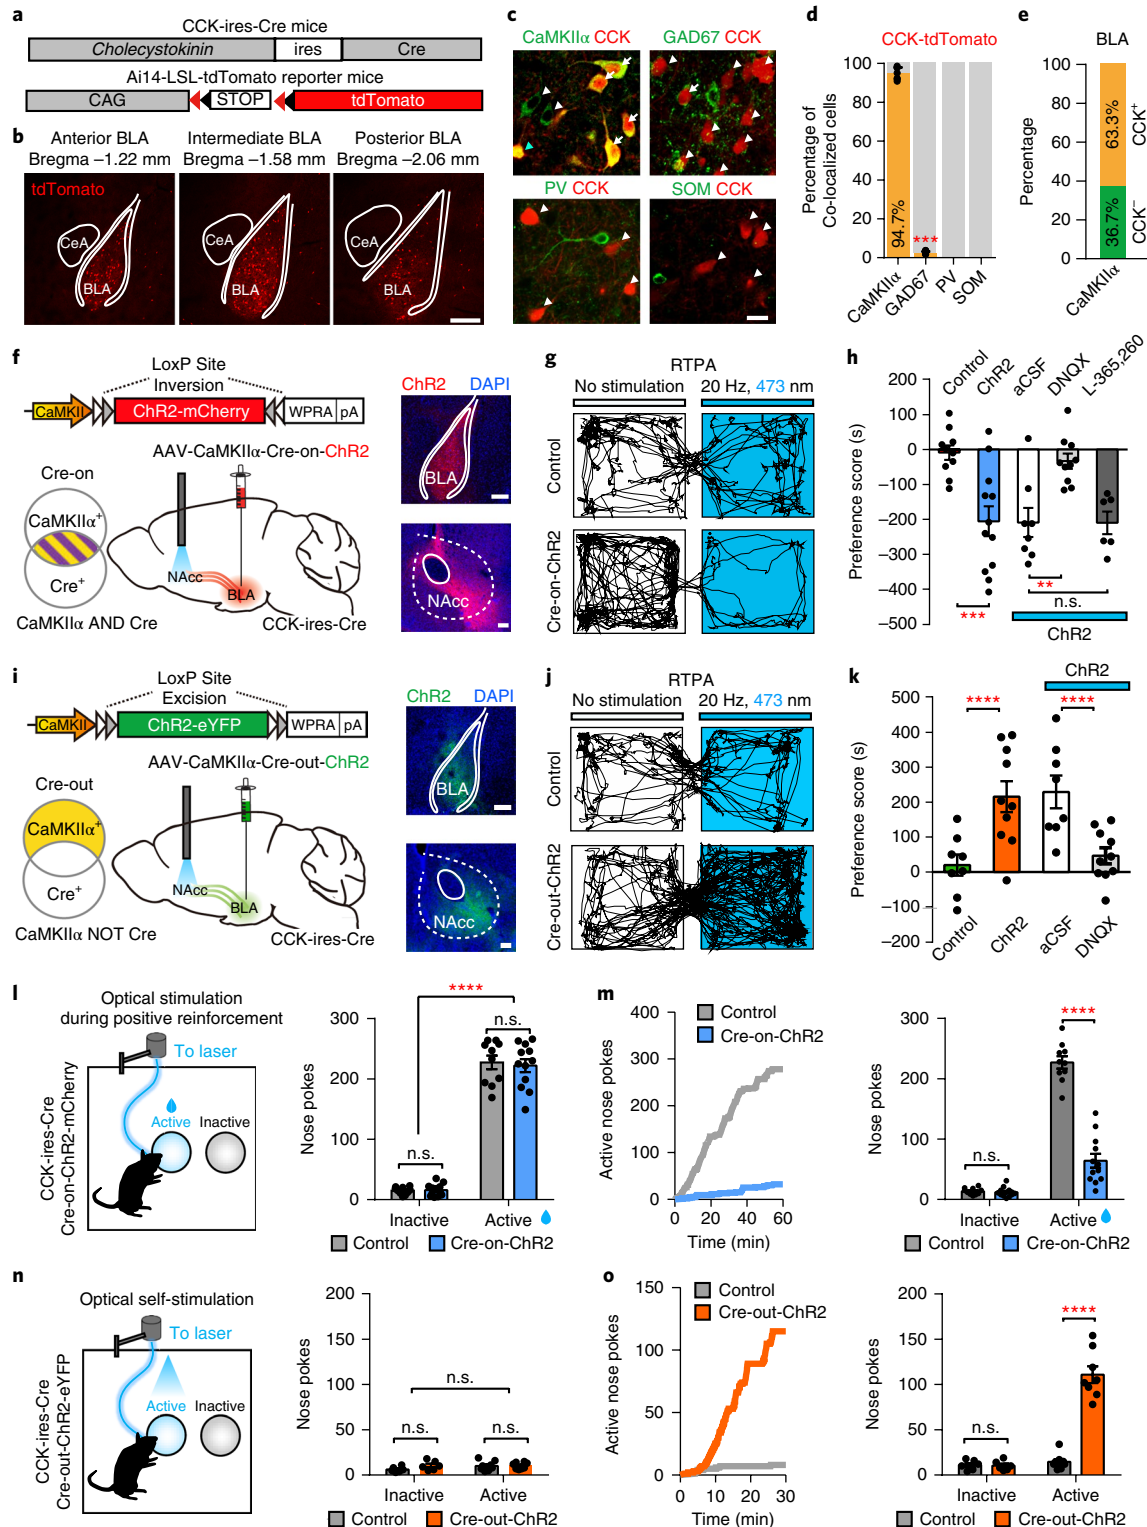 a
CCK-ires-Cre mice
Cholecystokinin ires Cre
Ai14-LSL-tdTomato reporter mice
CAG STOP tdTomato
b
Anterior BLA Intermediate BLA Posterior BLA
Bregma –1.22 mm Bregma –1.58 mm Bregma –2.06 mm
tdTomato
CeA CeA CeA
BLA BLA BLA
c
CaMKIIα CCK GAD67 CCK
PV CCK SOM CCK
d
CCK-tdTomato
Percentage of
Co-localized cells
100
80
60
40
20
0
94.7%
***
CaMKIIα GAD67 PV SOM
e
BLA
Percentage
100
80
60
40
20
0
63.3%
36.7%
CCK+
CCK–
CaMKIIα
f
LoxP Site
Inversion
CaMKII ChR2-mCherry WPRA pA
AAV-CaMKIIα-Cre-on-ChR2
Cre-on
CaMKIIα+
Cre+
CaMKIIα AND Cre
NAcc
BLA
CCK-ires-Cre
ChR2 DAPI
BLA
NAcc
g
RTPA
No stimulation 20 Hz, 473 nm
Control
Cre-on-ChR2
h
Control ChR2 aCSF DNQX L-365,260
Preference score (s)
200
100
0
–100
–200
–300
–400
–500
***
**
n.s.
ChR2
i
LoxP Site
Excision
CaMKII ChR2-eYFP WPRA pA
AAV-CaMKIIα-Cre-out-ChR2
Cre-out
CaMKIIα+
Cre+
CaMKIIα NOT Cre
NAcc
BLA
CCK-ires-Cre
ChR2 DAPI
BLA
NAcc
j
RTPA
No stimulation 20 Hz, 473 nm
Control
Cre-out-ChR2
k
ChR2
Preference score (s)
500
400
300
200
100
0
–100
–200
**** ****
Control ChR2 aCSF DNQX
l
Optical stimulation
during positive reinforcement
To laser
Active Inactive
CCK-ires-Cre
Cre-on-ChR2-mCherry
Nose pokes
300
200
100
0
****
n.s.
n.s.
Inactive Active
Control Cre-on-ChR2
m
Active nose pokes
400
300
200
100
0
Control
Cre-on-ChR2
0 20 40 60
Time (min)
Nose pokes
300
200
100
0
****
n.s.
Inactive Active
Control Cre-on-ChR2
n
Optical self-stimulation
To laser
Active Inactive
CCK-ires-Cre
Cre-out-ChR2-eYFP
Nose pokes
200
150
100
50
0
n.s.
n.s. n.s.
Inactive Active
Control Cre-out-ChR2
o
Active nose pokes
150
100
50
0
Control
Cre-out-ChR2
0 10 20 30
Time (min)
Nose pokes
200
150
100
50
0
****
n.s.
Inactive Active
Control Cre-out-ChR2